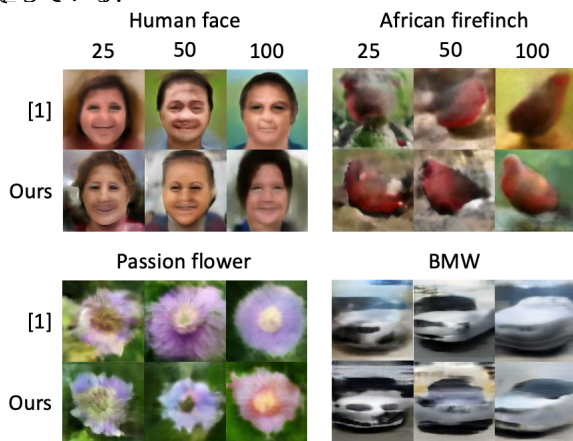 Human face
African firefinch
25 50 100
25 50 100
[1]
Ours
Passion flower
BMW
[1]
Ours